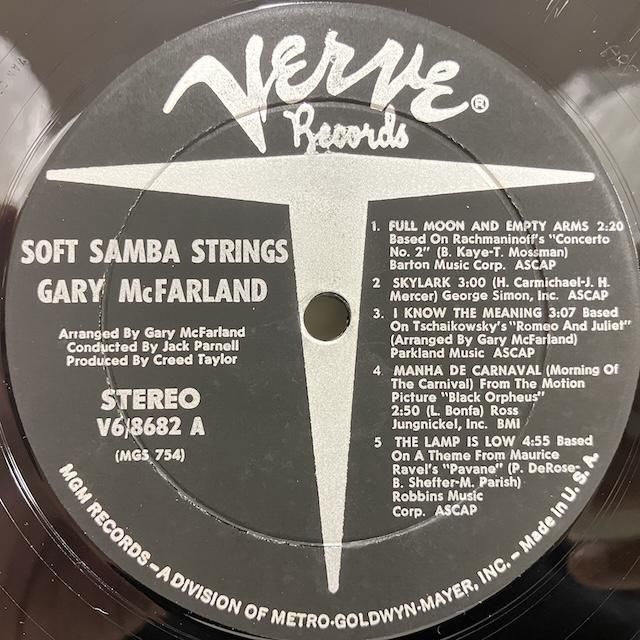 Verve ®
Records
SOFT SAMBA STRINGS
GARY McFARLAND
Arranged By Gary McFarland
Conducted By Jack Parnell
Produced By Creed Taylor
STEREO
V6/8682 A
(MGS 754)
1. FULL MOON AND EMPTY ARMS 2:20
Based On Rachmaninoff's "Concerto
No. 2" (B. Kaye-T. Mossman)
Barton Music Corp. ASCAP
2 SKYLARK 3:00 (H. Carmichael-J. H.
Mercer) George Simon, Inc. ASCAP
3. I KNOW THE MEANING 3:07 Based
On Tschaikowsky's "Romeo And Juliet"
(Arranged By Gary McFarland)
Parkland Music ASCAP
4 MANHA DE CARNAVAL (Morning Of
The Carnival) From The Motion
Picture "Black Orpheus"
2:50 (L. Bonfa) Ross
Jungnickel, Inc. BMI
5 THE LAMP IS LOW 4:55 Based
On A Theme From Maurice
Ravel's "Pavane" (P. DeRose-
B. Sheffer-M. Parish)
Robbins Music
Corp. ASCAP
MGM RECORDS - A DIVISION OF METRO-GOLDWYN-MAYER, INC. - Made in U.S.A.